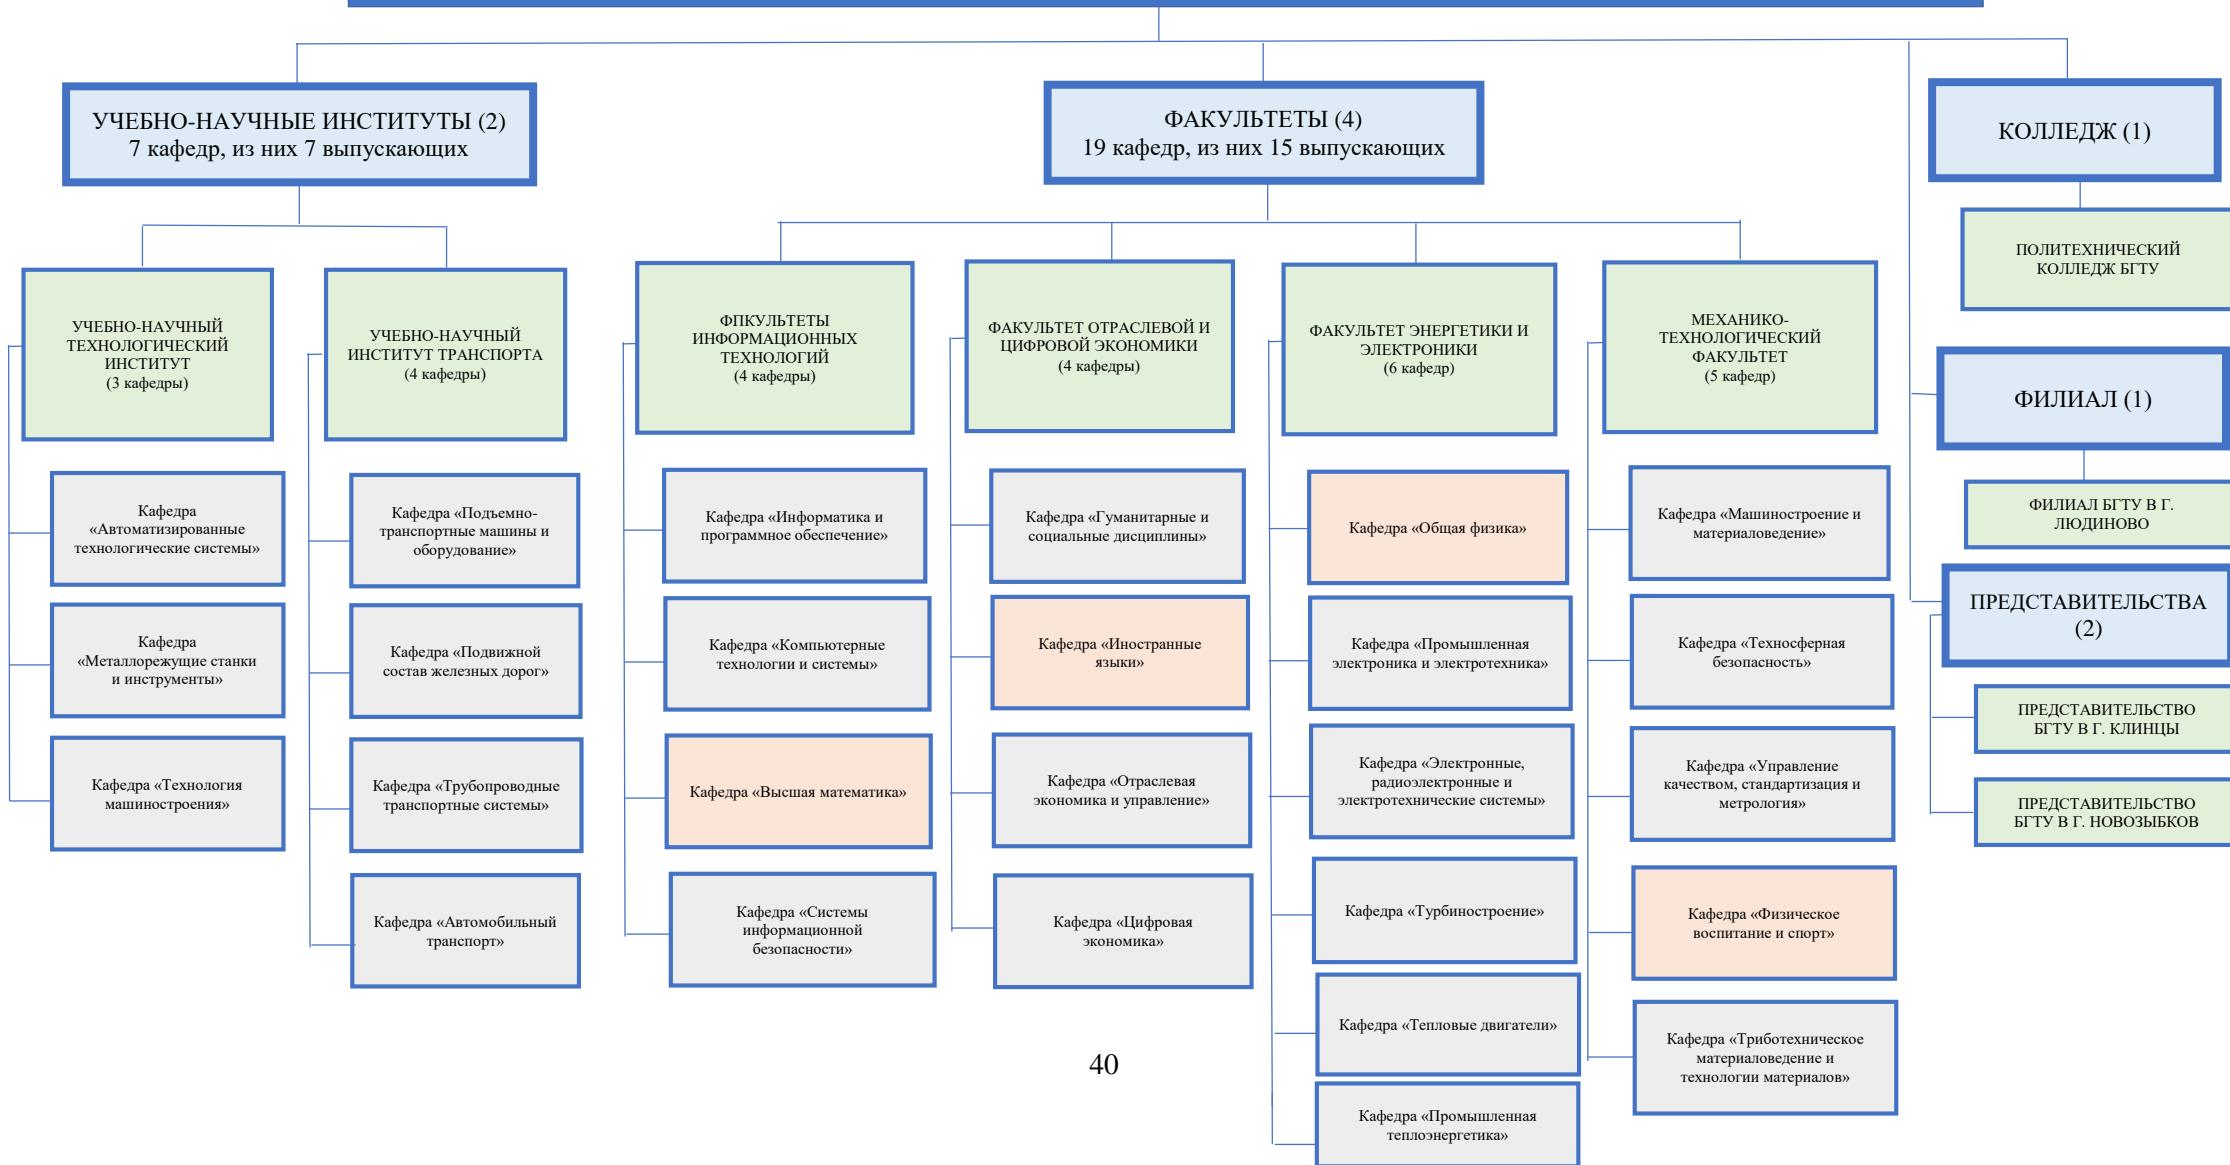 УЧЕБНО-НАУЧНЫЕ ИНСТИТУТЫ (2)
7 кафедр, из них 7 выпускающих
ФАКУЛЬТЕТЫ (4)
19 кафедр, из них 15 выпускающих
КОЛЛЕДЖ (1)
ПОЛИТЕХНИЧЕСКИЙ
КОЛЛЕДЖ БГТУ
УЧЕБНО-НАУЧНЫЙ
ТЕХНОЛОГИЧЕСКИЙ
ИНСТИТУТ
(3 кафедры)
УЧЕБНО-НАУЧНЫЙ
ИНСТИТУТ ТРАНСПОРТА
(4 кафедры)
ФПКУЛЬТЕТЫ
ИНФОРМАЦИОННЫХ
ТЕХНОЛОГИЙ
(4 кафедры)
ФАКУЛЬТЕТ ОТРАСЛЕВОЙ И
ЦИФРОВОЙ ЭКОНОМИКИ
(4 кафедры)
ФАКУЛЬТЕТ ЭНЕРГЕТИКИ И
ЭЛЕКТРОНИКИ
(6 кафедр)
МЕХАНИКО-
ТЕХНОЛОГИЧЕСКИЙ
ФАКУЛЬТЕТ
(5 кафедр)
ФИЛИАЛ (1)
ФИЛИАЛ БГТУ В Г.
ЛЮДИНОВО
ПРЕДСТАВИТЕЛЬСТВА
(2)
ПРЕДСТАВИТЕЛЬСТВО
БГТУ В Г. КЛИНЦЫ
ПРЕДСТАВИТЕЛЬСТВО
БГТУ В Г. НОВОЗЫБКОВ
Кафедра
«Автоматизированные
технологические системы»
Кафедра
«Металлорежущие станки
и инструменты»
Кафедра «Технология
машиностроения»
Кафедра «Подъемно-
транспортные машины и
оборудование»
Кафедра «Подвижной
состав железных дорог»
Кафедра «Трубопроводные
транспортные системы»
Кафедра «Автомобильный
транспорт»
Кафедра «Информатика и
программное обеспечение»
Кафедра «Компьютерные
технологии и системы»
Кафедра «Высшая математика»
Кафедра «Системы
информационной
безопасности»
Кафедра «Гуманитарные и
социальные дисциплины»
Кафедра «Иностранные
языки»
Кафедра «Отраслевая
экономика и управление»
Кафедра «Цифровая
экономика»
Кафедра «Общая физика»
Кафедра «Промышленная
электроника и электротехника»
Кафедра «Электронные,
радиоэлектронные и
электротехнические системы»
Кафедра «Турбиностроение»
Кафедра «Тепловые двигатели»
Кафедра «Промышленная
теплоэнергетика»
Кафедра «Машиностроение и
материаловедение»
Кафедра «Техносферная
безопасность»
Кафедра «Управление
качеством, стандартизация и
метрология»
Кафедра «Физическое
воспитание и спорт»
Кафедра «Триботехническое
материаловедение и
технологии материалов»
40